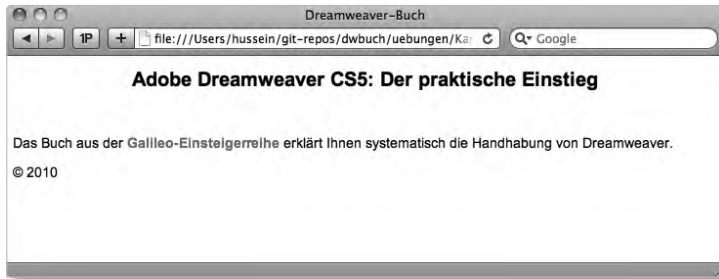 Dreamweaver-Buch
1P + file:///Users/hussein/git-repos/dwbuch/uebungen/Ka Google
Adobe Dreamweaver CS5: Der praktische Einstieg
Das Buch aus der Galileo-Einsteigerreihe erklärt Ihnen systematisch die Handhabung von Dreamweaver.
© 2010